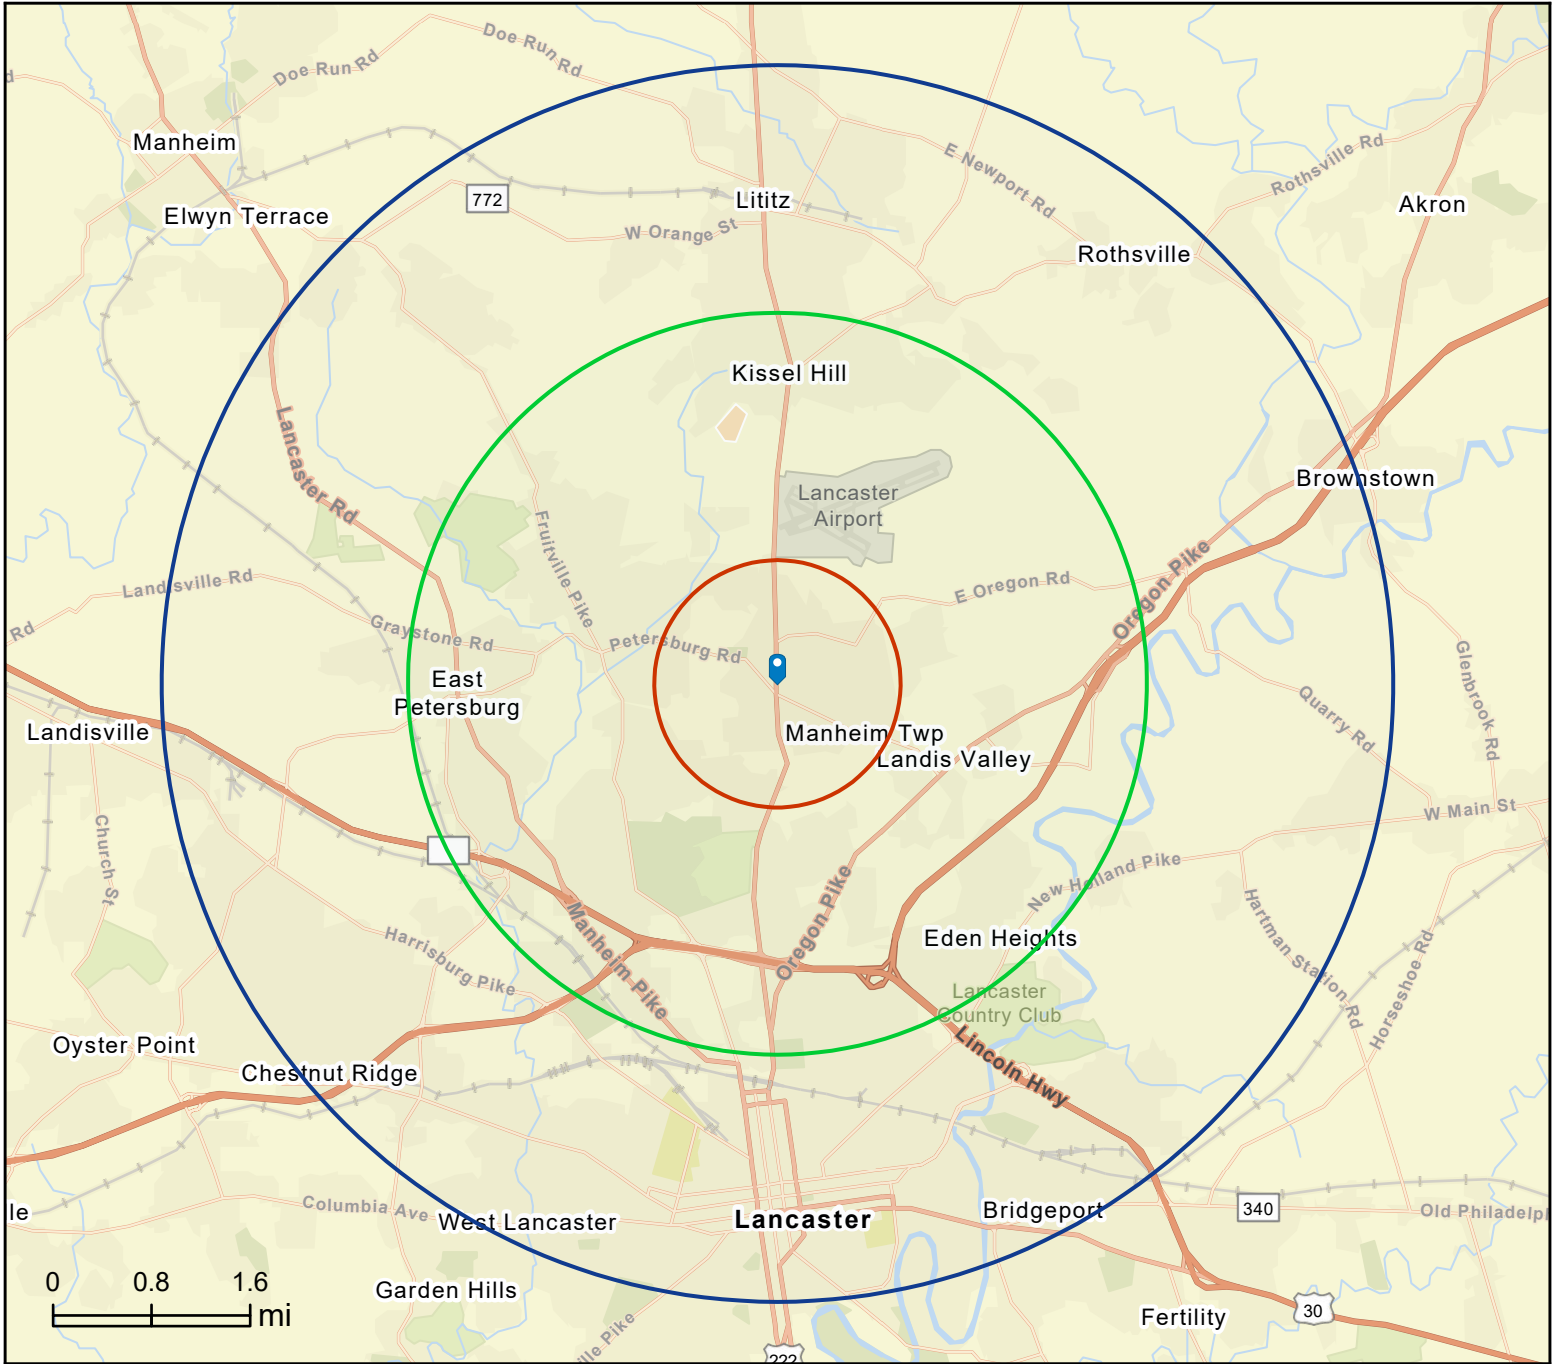 Doe Run Rd
Doe Run Rd
d
Manheim
E Newport Rd
Rothsville Rd
772
Lititz
Akron
Elwyn Terrace
W Orange St
Rothsville
Kissel Hill
Lancaster Rd
Brownstown
Lancaster
Airport
Fruitville Pike
Landisville Rd
E Oregon Rd
Oregon Pike
Rd
Graystone Rd
Petersburg Rd
Glenbrook Rd
East
Petersburg
Quarry Rd
Landisville
Manheim Twp
Landis Valley
W Main St
Church St
New Holland Pike
Oregon Pike
Manheim Pike
Harrisburg Pike
Eden Heights
Hartman Station Rd
Horseshoe Rd
Lancaster
Country Club
Oyster Point
Chestnut Ridge
Lincoln Hwy
le
Columbia Ave
West Lancaster
Lancaster
Bridgeport
340
Old Philadelp
0 0.8 1.6
mi
Garden Hills
Fertility
30
lle Pike
222